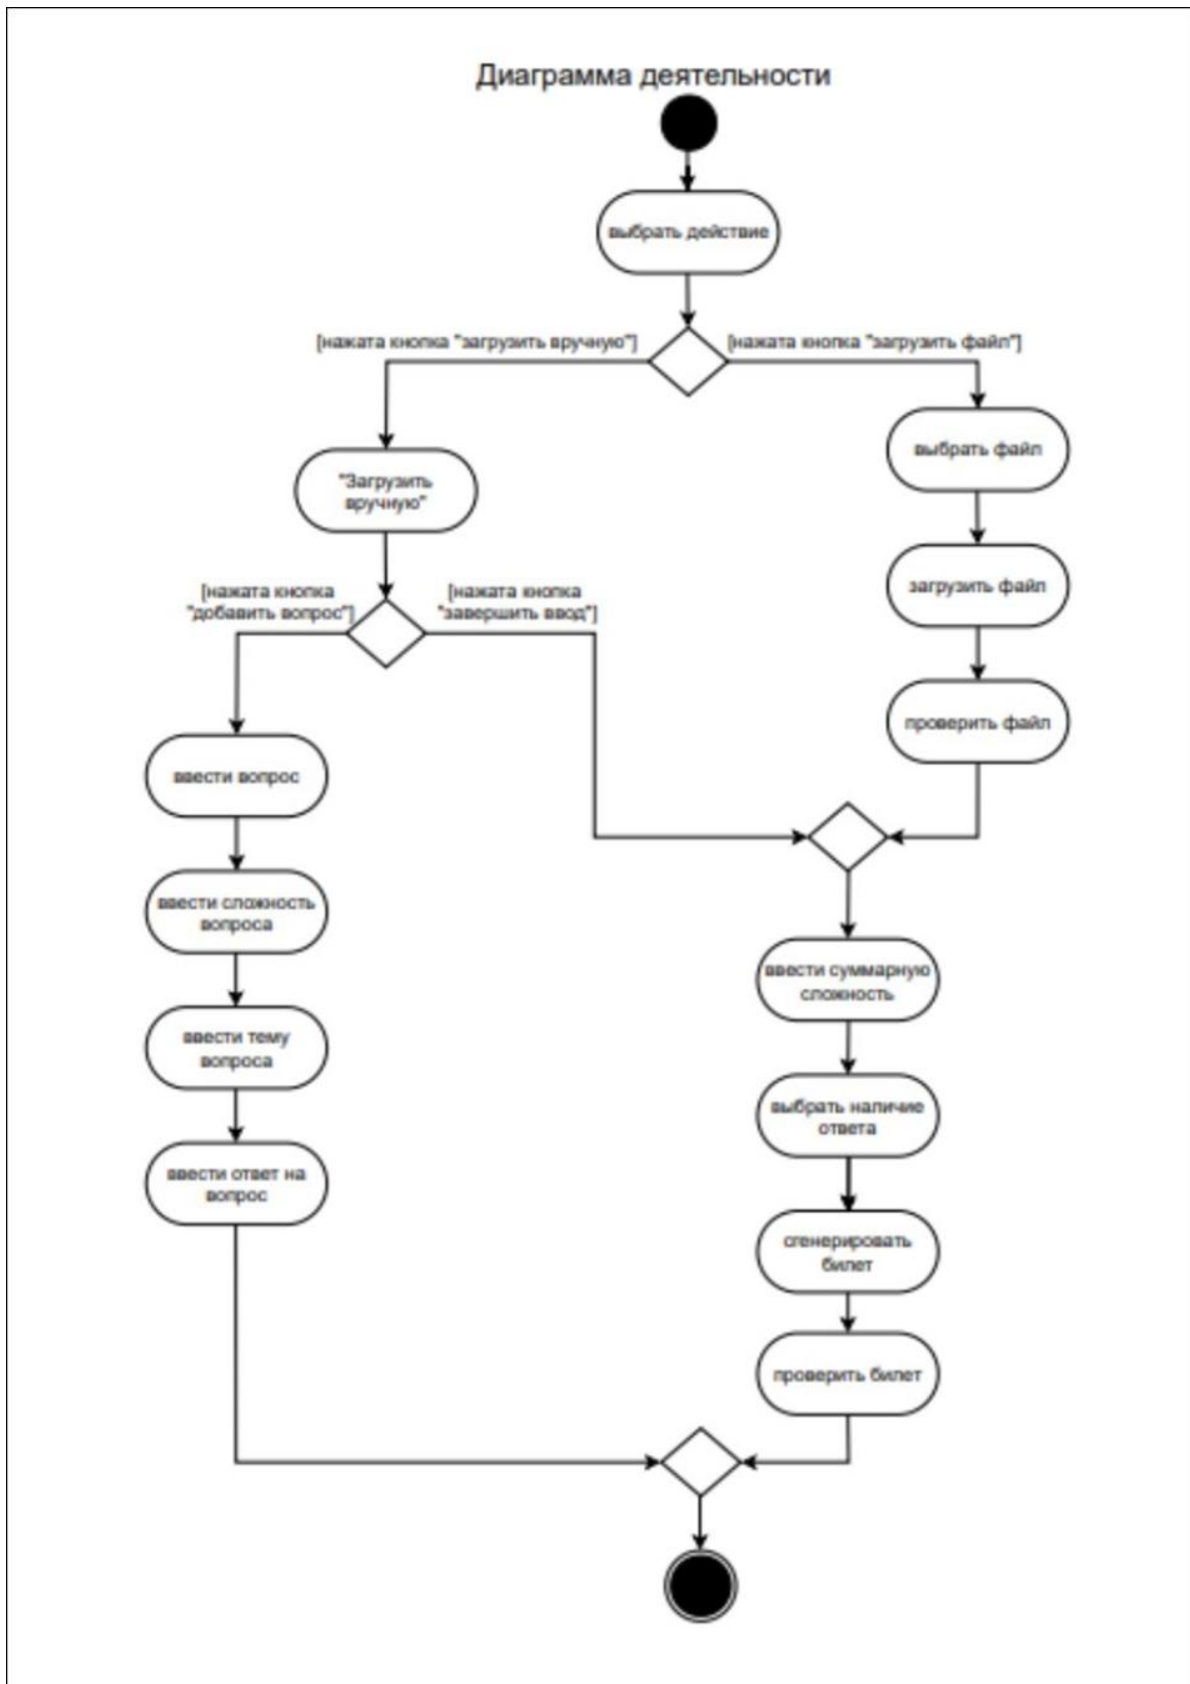 Диаграмма деятельности
выбрать действие
[нажата кнопка "загрузить вручную"]
[нажата кнопка "загрузить файл"]
"Загрузить
вручную"
выбрать файл
загрузить файл
проверить файл
[нажата кнопка
"добавить вопрос"]
[нажата кнопка
"завершить ввод"]
ввести вопрос
ввести сложность
вопроса
ввести тему
вопроса
ввести ответ на
вопрос
ввести суммарную
сложность
выбрать наличие
ответа
сгенерировать
билет
проверить билет